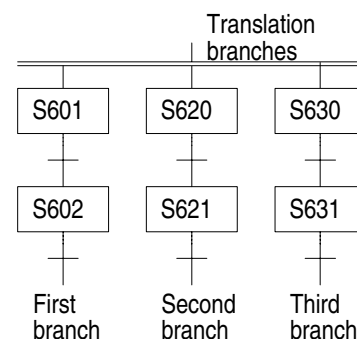 Translation
branches
S601 S620 S630
S602 S621 S631
First Second Third
branch branch branch